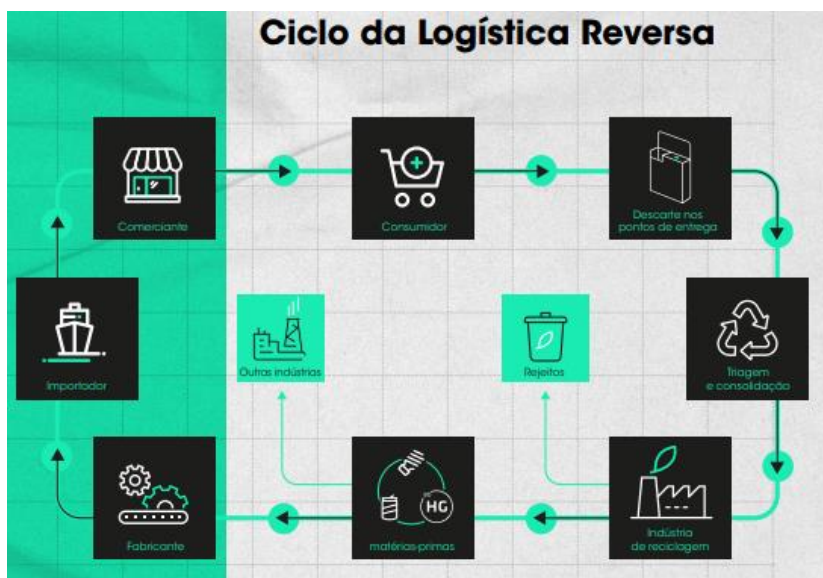 Ciclo da Logística Reversa
Comerciante
Consumidor
Descarte nos
pontos de entrega
Importador
Outras indústrias
Rejeitos
Triagem
e consolidação
Fabricante
HG
matérias-primas
Indústria
de reciclagem